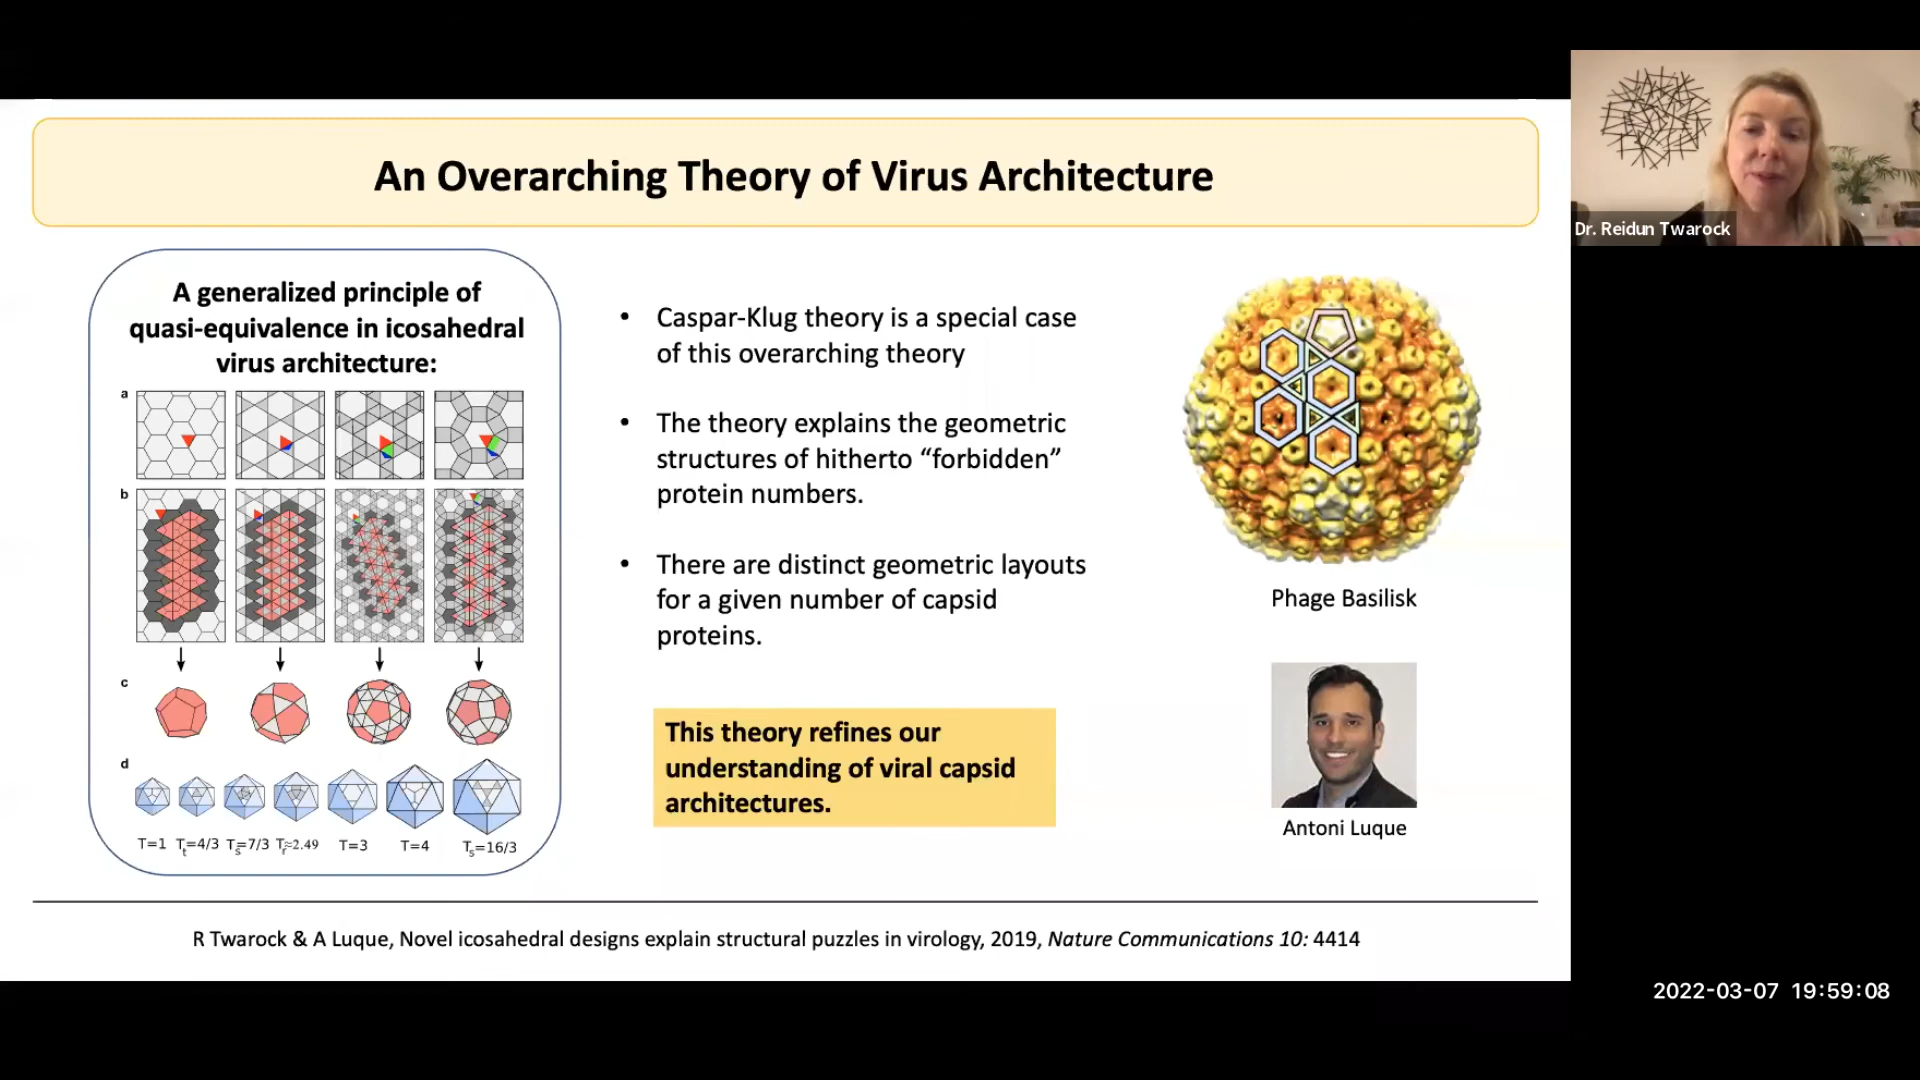 An Overarching Theory of Virus Architecture
Dr. Reidun Twarock
A generalized principle of
quasi-equivalence in icosahedral
virus architecture:
a
b
c
d
T=1 Tt=4/3 Ts=7/3 Tr≈2.49 T=3 T=4 Ts=16/3
• Caspar-Klug theory is a special case
of this overarching theory
• The theory explains the geometric
structures of hitherto “forbidden”
protein numbers.
• There are distinct geometric layouts
for a given number of capsid
proteins.
This theory refines our
understanding of viral capsid
architectures.
Phage Basilisk
Antoni Luque
R Twarock & A Luque, Novel icosahedral designs explain structural puzzles in virology, 2019, Nature Communications 10: 4414
2022-03-07 19:59:08